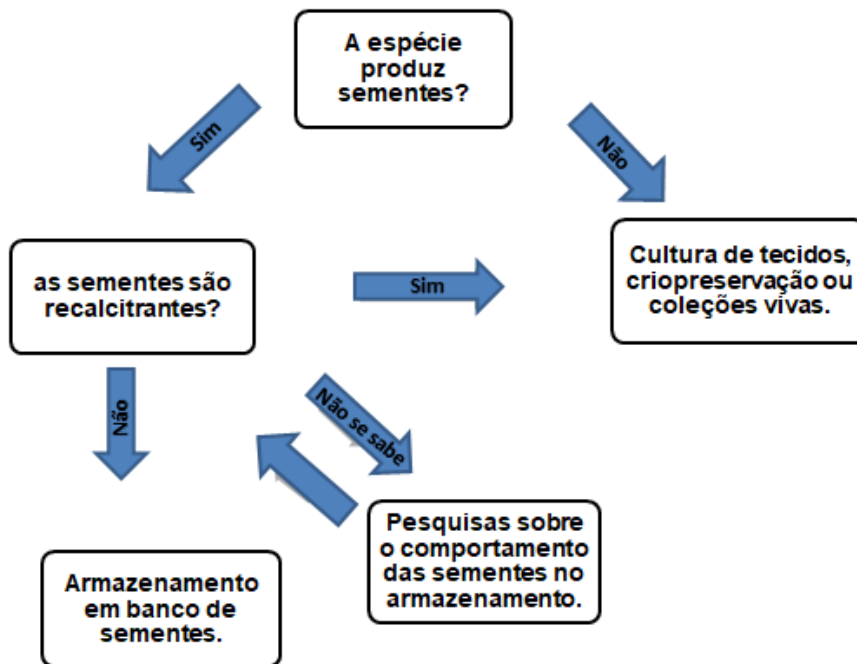 A espécie
produz
sementes?
Sim
Não
as sementes são
recalcitrantes?
Sim
Cultura de tecidos,
criopreservação ou
coleções vivas.
Não
Não se sabe
Pesquisas sobre
o comportamento
das sementes no
armazenamento.
Armazenamento
em banco de
sementes.